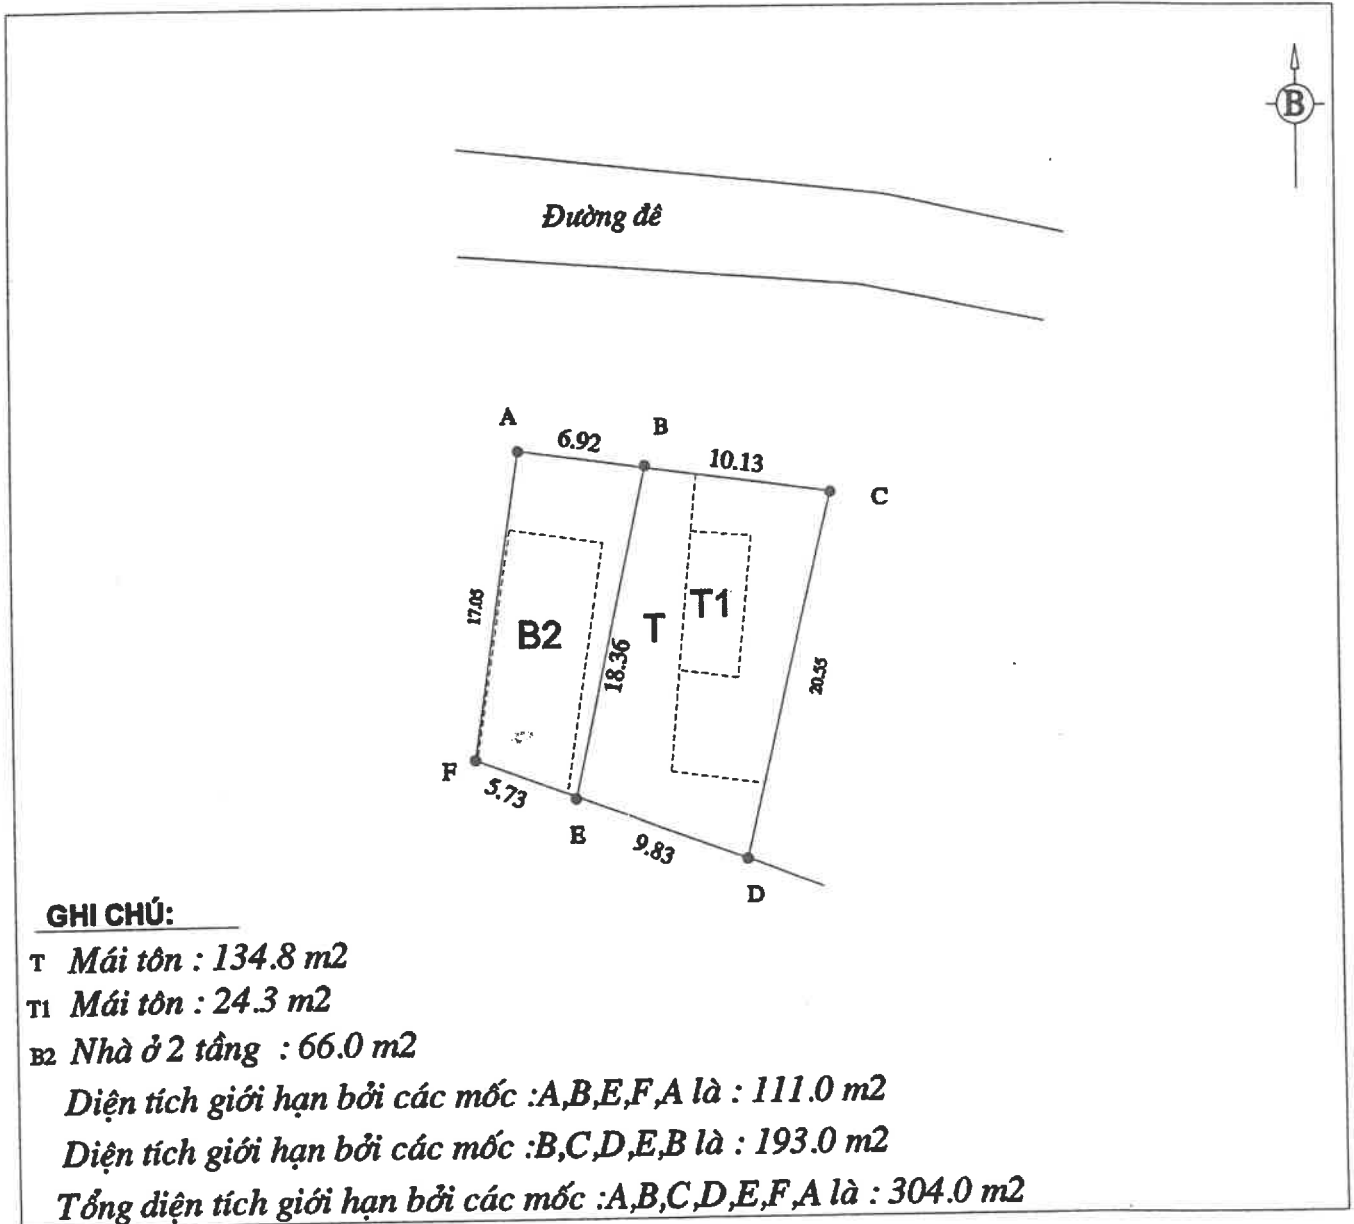 B
Đường đê
A
6.92
B
10.13
C
17.05
B2
18.36
T
T1
20.55
F
5.73
E
9.83
D
GHI CHÚ:
T Mái tôn : 134.8 m2
T1 Mái tôn : 24.3 m2
B2 Nhà ở 2 tầng : 66.0 m2
Diện tích giới hạn bởi các mốc :A,B,E,F,A là : 111.0 m2
Diện tích giới hạn bởi các mốc :B,C,D,E,B là : 193.0 m2
Tổng diện tích giới hạn bởi các mốc :A,B,C,D,E,F,A là : 304.0 m2